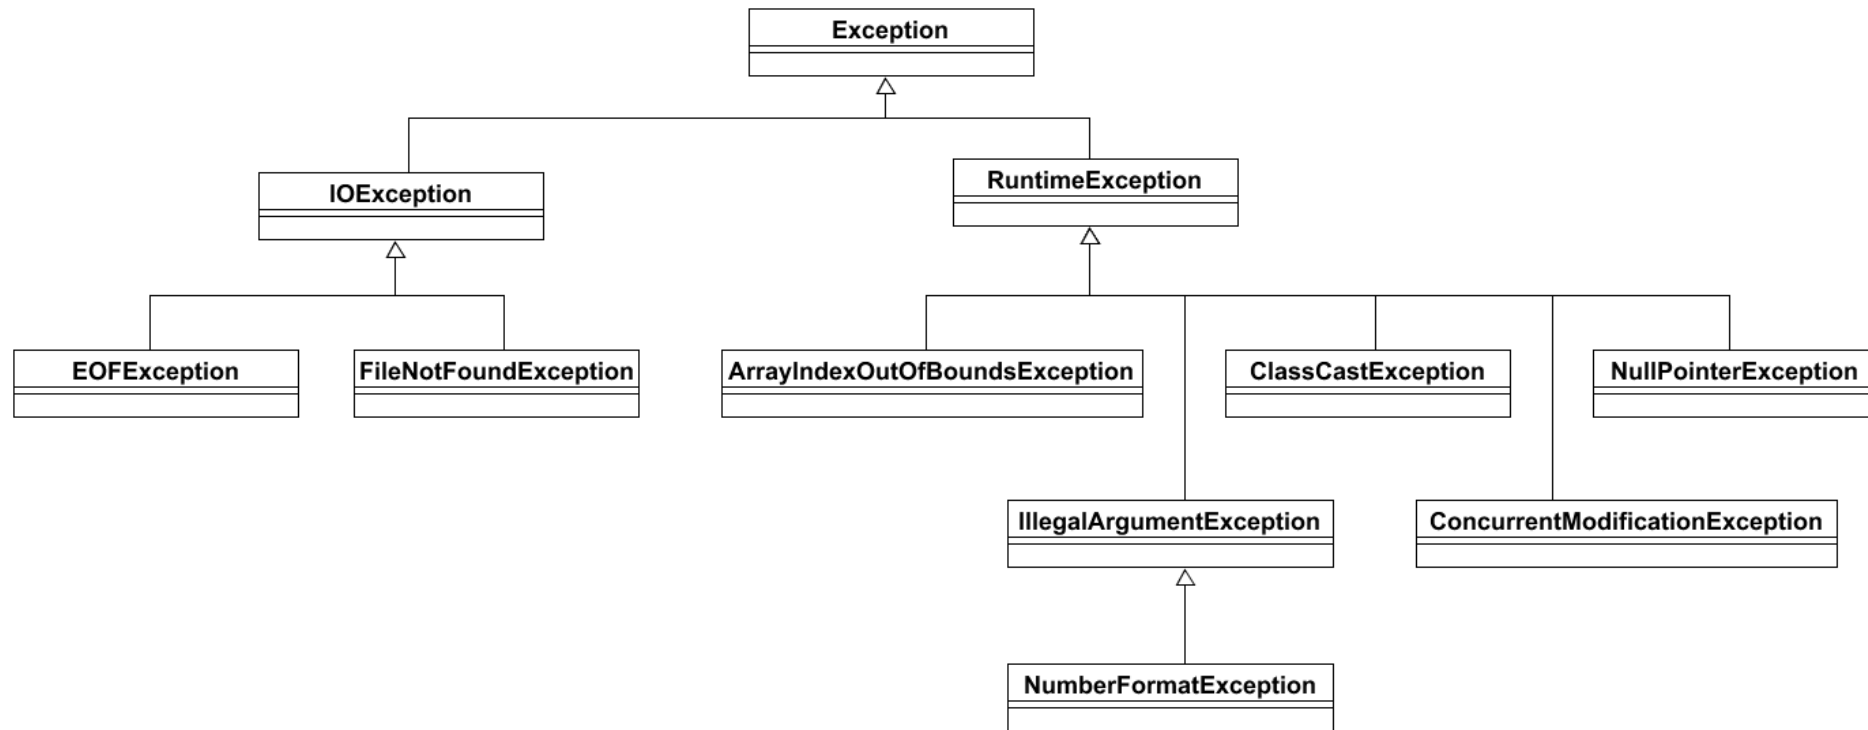 Exception
IOException
RuntimeException
EOFException
FileNotFoundException
ArrayIndexOutOfBoundsException
ClassCastException
NullPointerException
IllegalArgumentException
ConcurrentModificationException
NumberFormatException